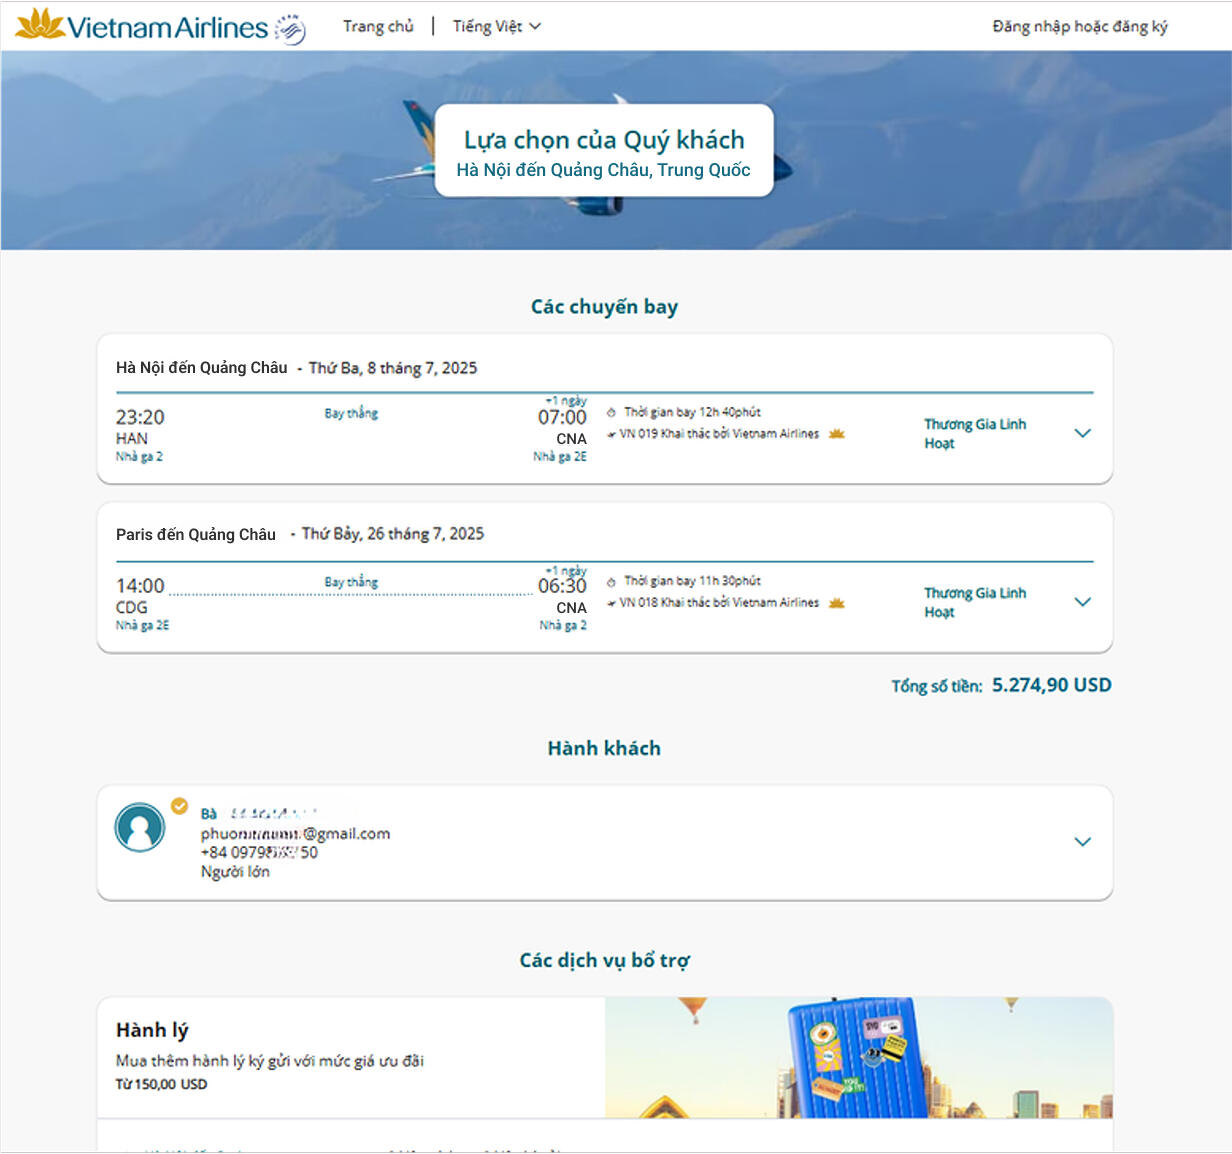 Vietnam Airlines
Trang chủ | Tiếng Việt
Đăng nhập hoặc đăng ký
Lựa chọn của Quý khách
Hà Nội đến Quảng Châu, Trung Quốc
Các chuyến bay
Hà Nội đến Quảng Châu - Thứ Ba, 8 tháng 7, 2025
+1 ngày
23:20 Bay thẳng 07:00
HAN CNA
Nhà ga 2 Nhà ga 2E
Thời gian bay 12h 40phút
VN 019 Khai thác bởi Vietnam Airlines
Thương Gia Linh
Hoạt
Paris đến Quảng Châu - Thứ Bảy, 26 tháng 7, 2025
+1 ngày
14:00 Bay thẳng 06:30
CDG CNA
Nhà ga 2E Nhà ga 2
Thời gian bay 11h 30phút
VN 018 Khai thác bởi Vietnam Airlines
Thương Gia Linh
Hoạt
Tổng số tiền: 5.274,90 USD
Hành khách
Bà
@gmail.com
+84
Người lớn
Các dịch vụ bổ trợ
Hành lý
Mua thêm hành lý ký gửi với mức giá ưu đãi
Từ 150,00 USD